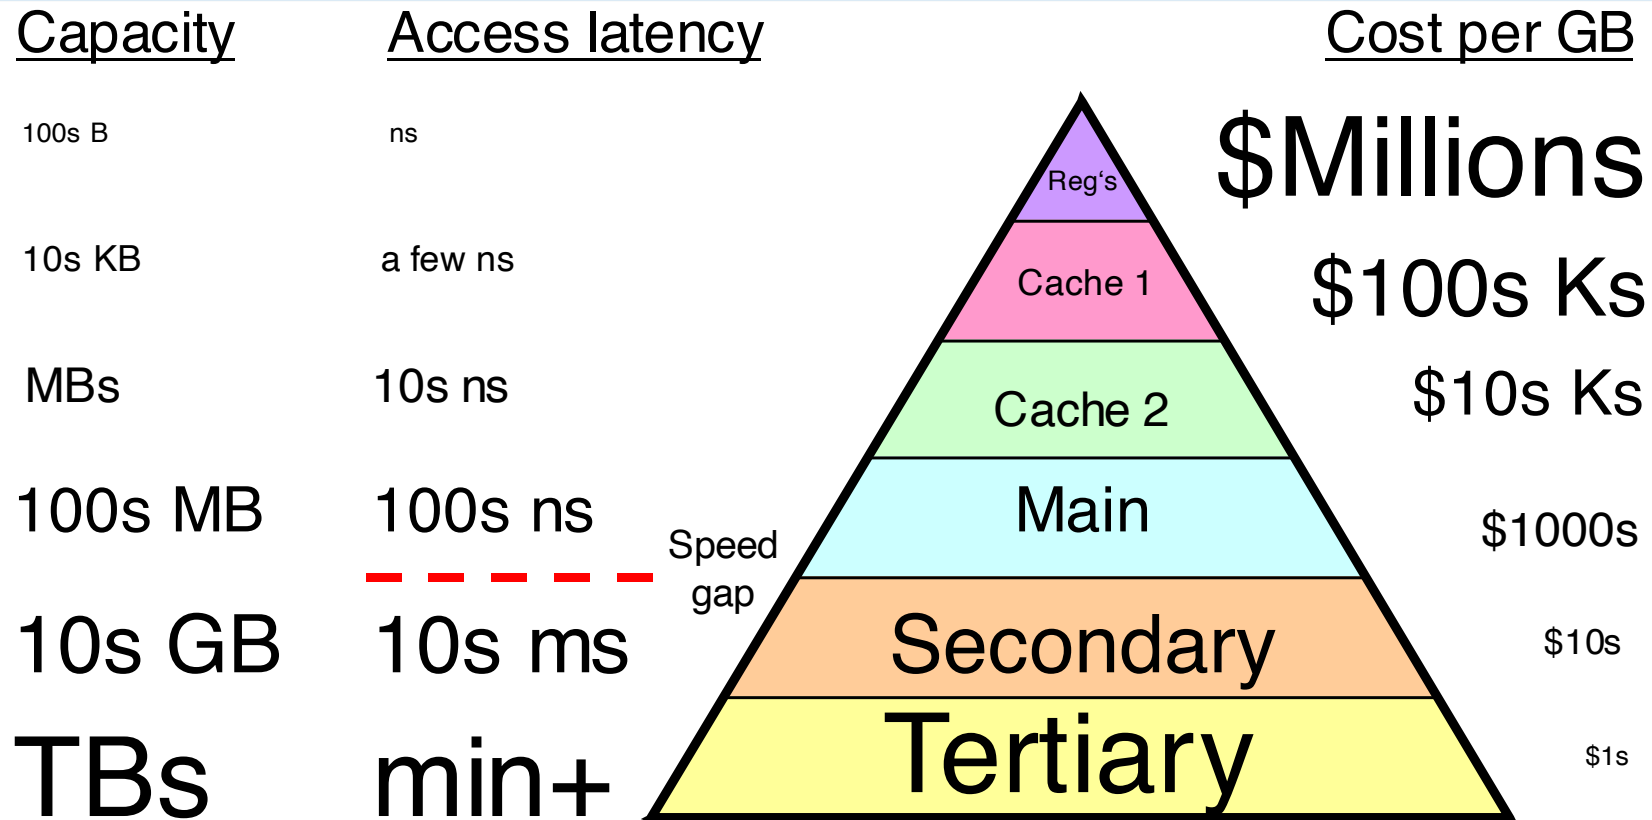 Capacity Access latency Cost per GB
100s B ns Reg‘s $Millions
10s KB a few ns Cache 1 $100s Ks
MBs 10s ns Cache 2 $10s Ks
100s MB 100s ns Main $1000s
Speed
gap
10s GB 10s ms Secondary $10s
TBs min+ Tertiary $1s